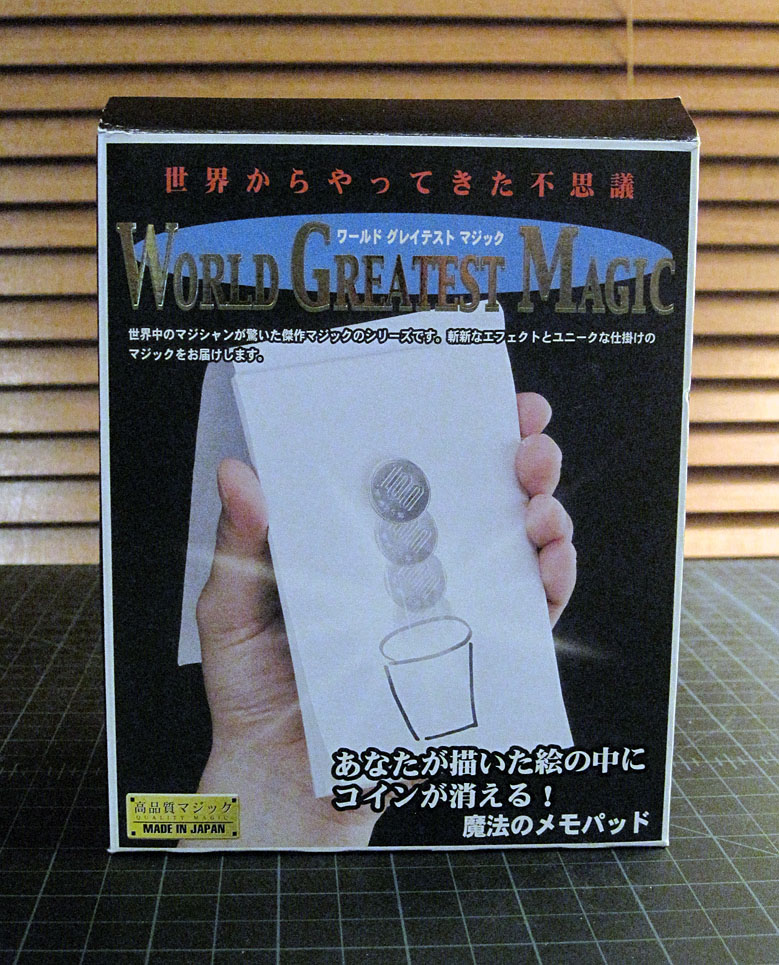 世界からやってきた不思議
ワールド グレイテスト マジック
WORLD GREATEST MAGIC
世界中のマジシャンが驚いた傑作マジックのシリーズです。斬新なエフェクトとユニークな仕掛けの
マジックをお届けします。
あなたが描いた絵の中に
コインが消える！
魔法のメモパッド
高品質マジック
QUALITY MAGIC
MADE IN JAPAN